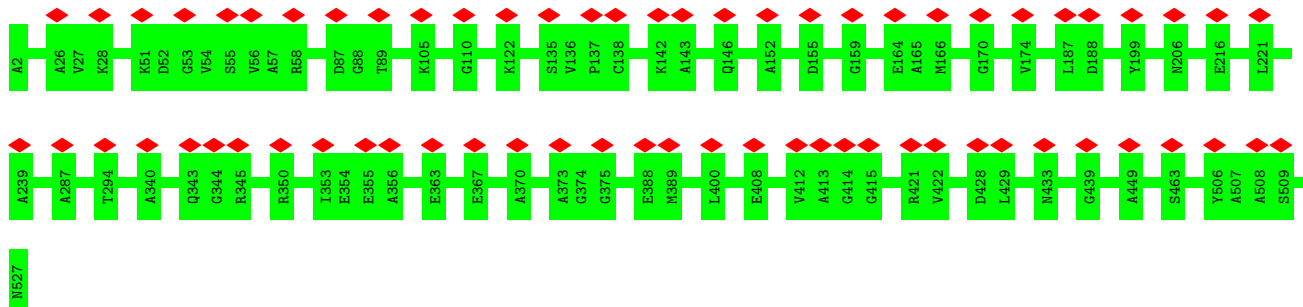 A2 A26 V27 K28 K51 D52 G53 V54 S55 V56 A57 R58 D87 G88 T89 K105 G110 K122 S135 V136 P137 C138 K142 A143 Q146 A152 D155 G159 E164 A165 M166 G170 V174 L187 D188 Y199 N206 E216 L221
A239 A287 T294 A340 Q343 G344 R345 R350 I353 E354 E355 A356 E363 E367 A370 A373 G374 G375 E388 M389 L400 E408 V412 A413 G414 G415 R421 V422 D428 L429 N433 G439 A449 S463 Y506 A507 A508 S509
N527